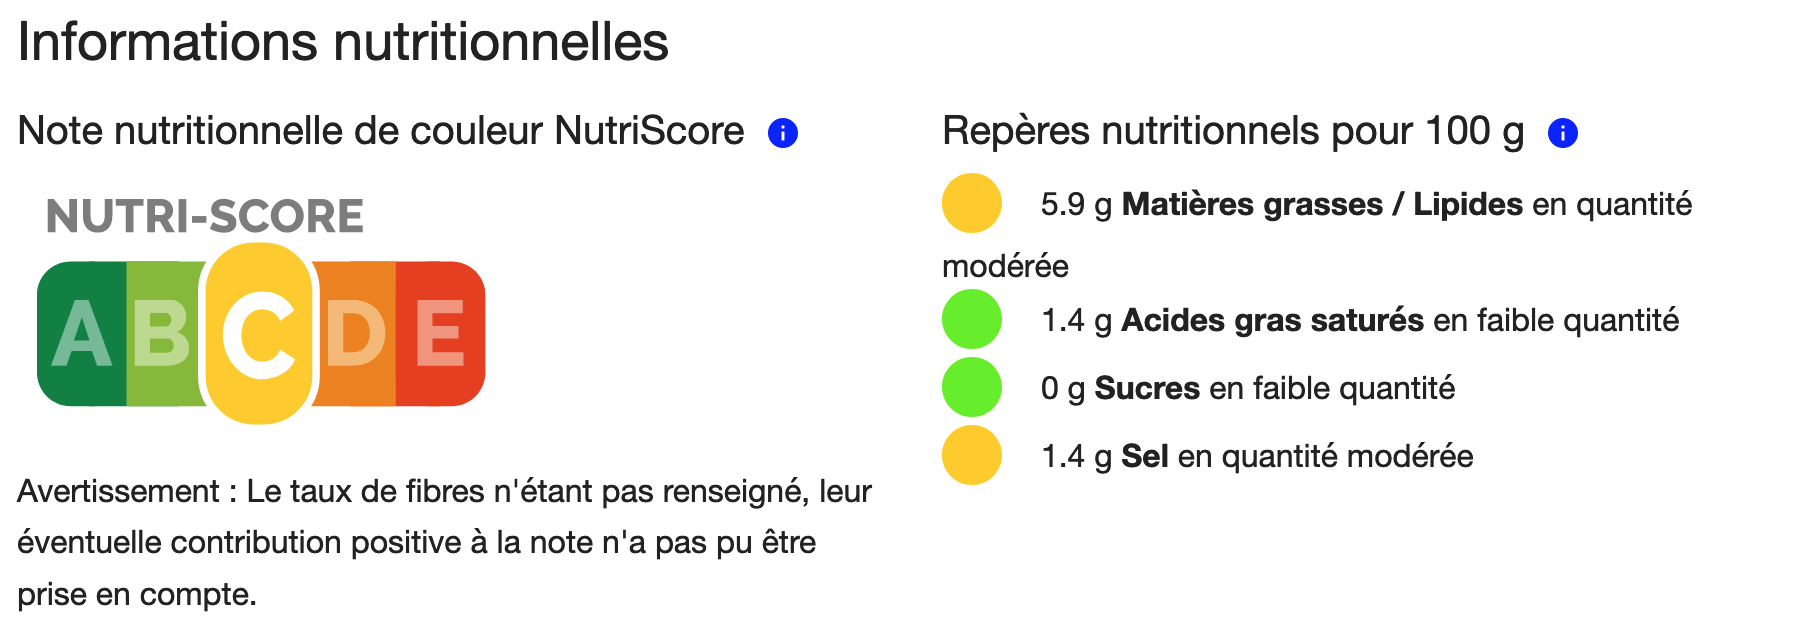 Informations nutritionnelles
Note nutritionnelle de couleur NutriScore i
NUTRI-SCORE
A B C D E
Avertissement : Le taux de fibres n'étant pas renseigné, leur
éventuelle contribution positive à la note n'a pas pu être
prise en compte.
Repères nutritionnels pour 100 g i
5.9 g Matières grasses / Lipides en quantité
modérée
1.4 g Acides gras saturés en faible quantité
0 g Sucres en faible quantité
1.4 g Sel en quantité modérée